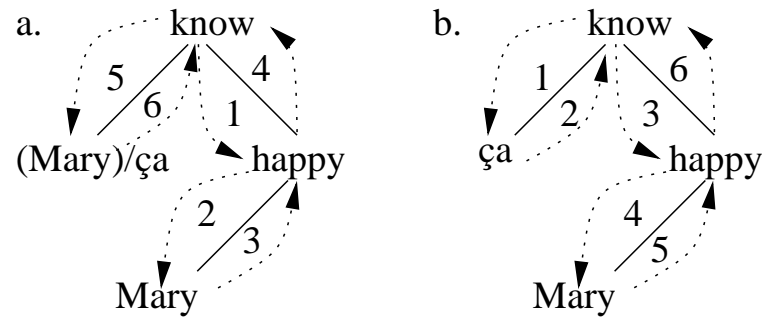 a. know
5 4
6 1
(Mary)/ça happy
2 3
Mary
b. know
1 6
2 3
ça happy
4 5
Mary